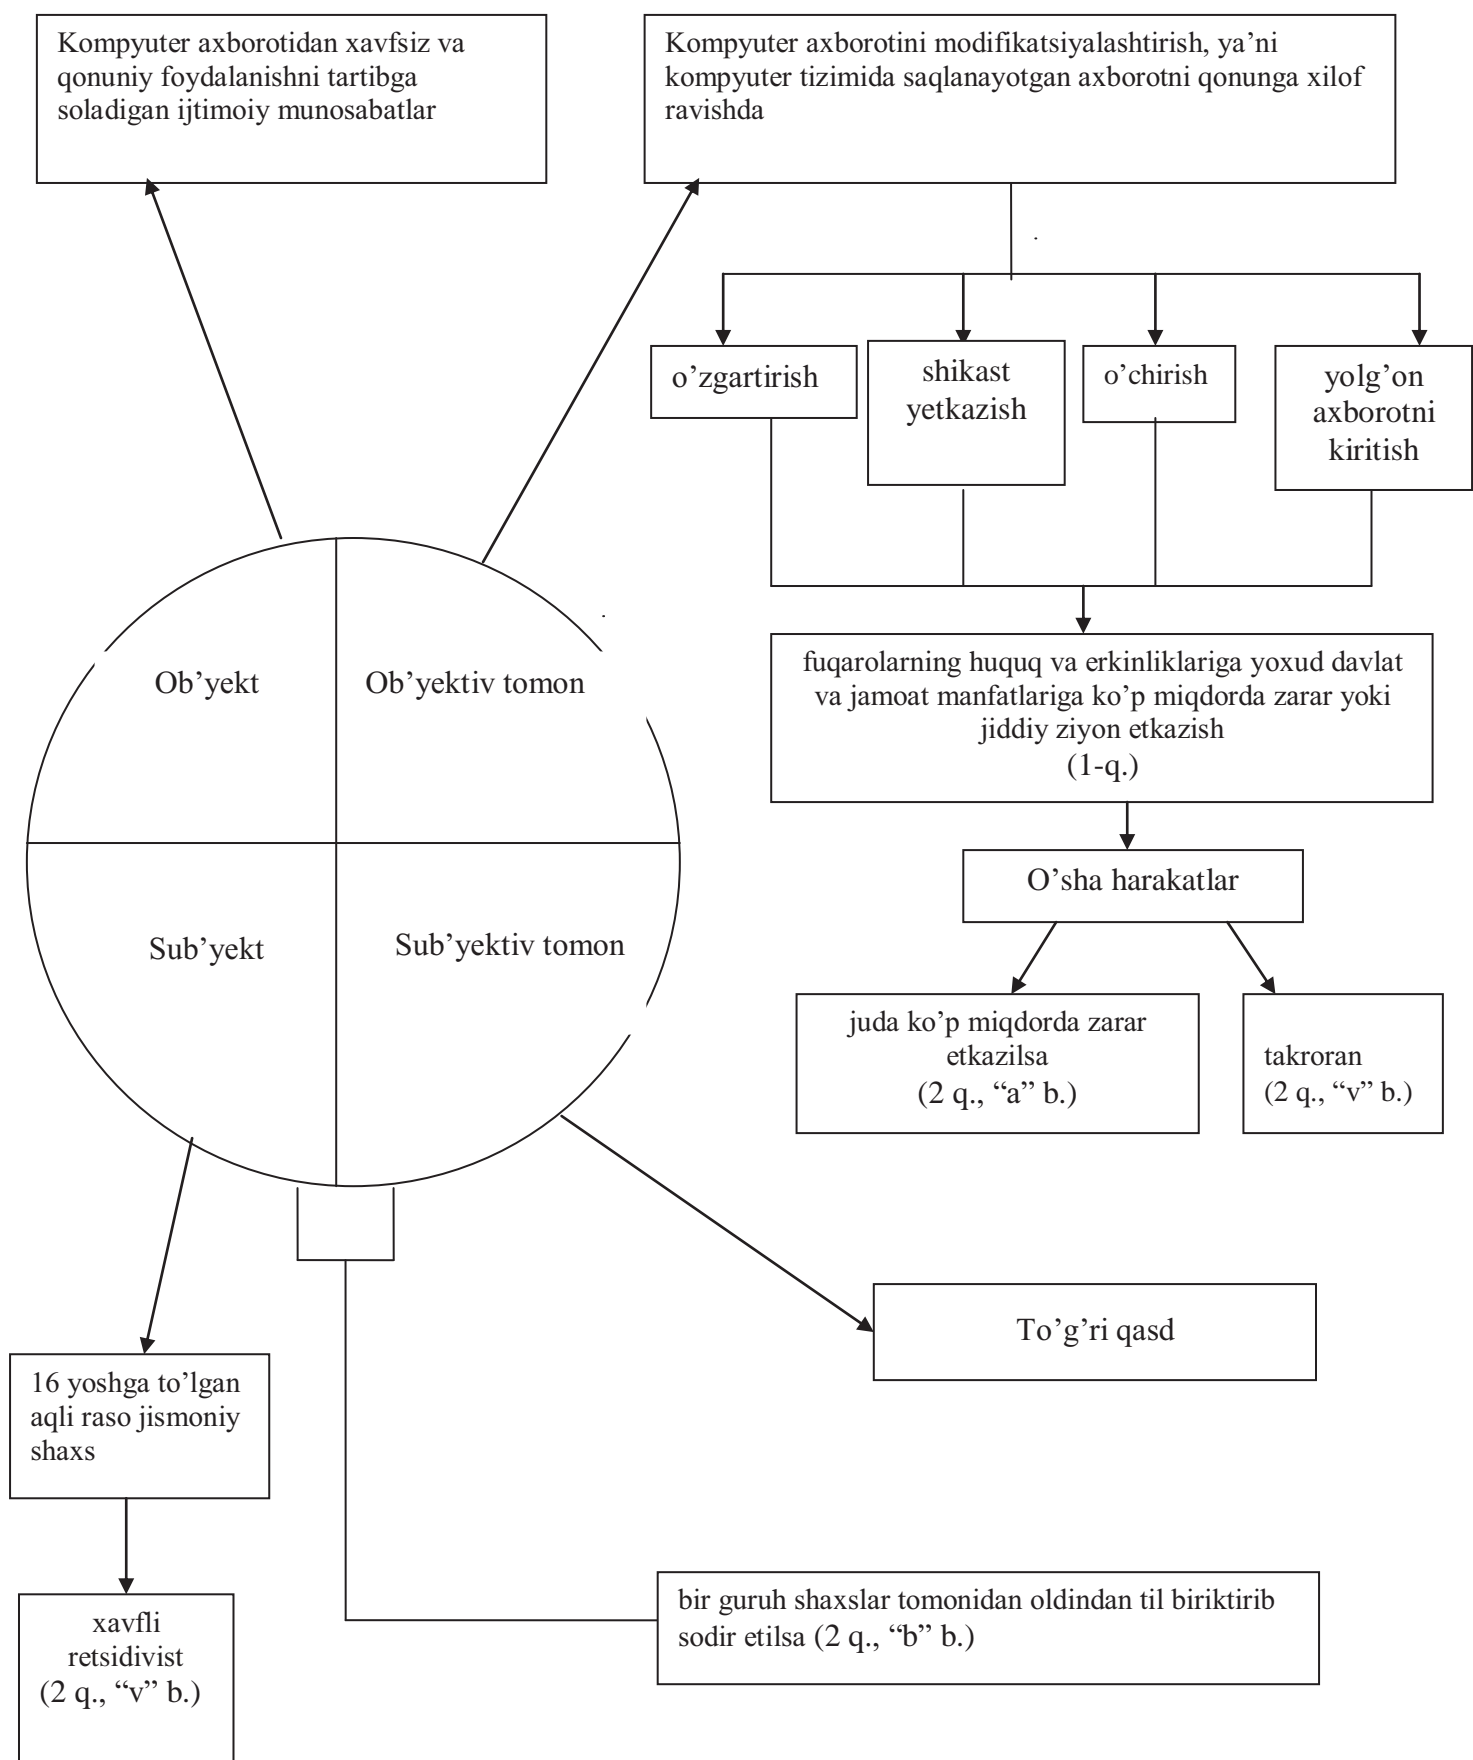 Kompyuter axborotidan xavfsiz va
qonuniy foydalanishni tartibga
soladigan ijtimoiy munosabatlar
Kompyuter axborotini modifikatsiyalashtirish, ya’ni
kompyuter tizimida saqlanayotgan axborotni qonunga xilof
ravishda
o’zgartirish
shikast
yetkazish
o’chirish
yolg’on
axborotni
kiritish
fuqarolarning huquq va erkinliklariga yoxud davlat
va jamoat manfatlariga ko’p miqdorda zarar yoki
jiddiy ziyon etkazish
(1-q.)
Ob’yekt
Ob’yektiv tomon
O’sha harakatlar
Sub’yekt
Sub’yektiv tomon
juda ko’p miqdorda zarar
etkazilsa
(2 q., “a” b.)
takroran
(2 q., “v” b.)
To’g’ri qasd
16 yoshga to’lgan
aqli raso jismoniy
shaxs
bir guruh shaxslar tomonidan oldindan til biriktirib
sodir etilsa (2 q., “b” b.)
xavfli
retsidivist
(2 q., “v” b.)